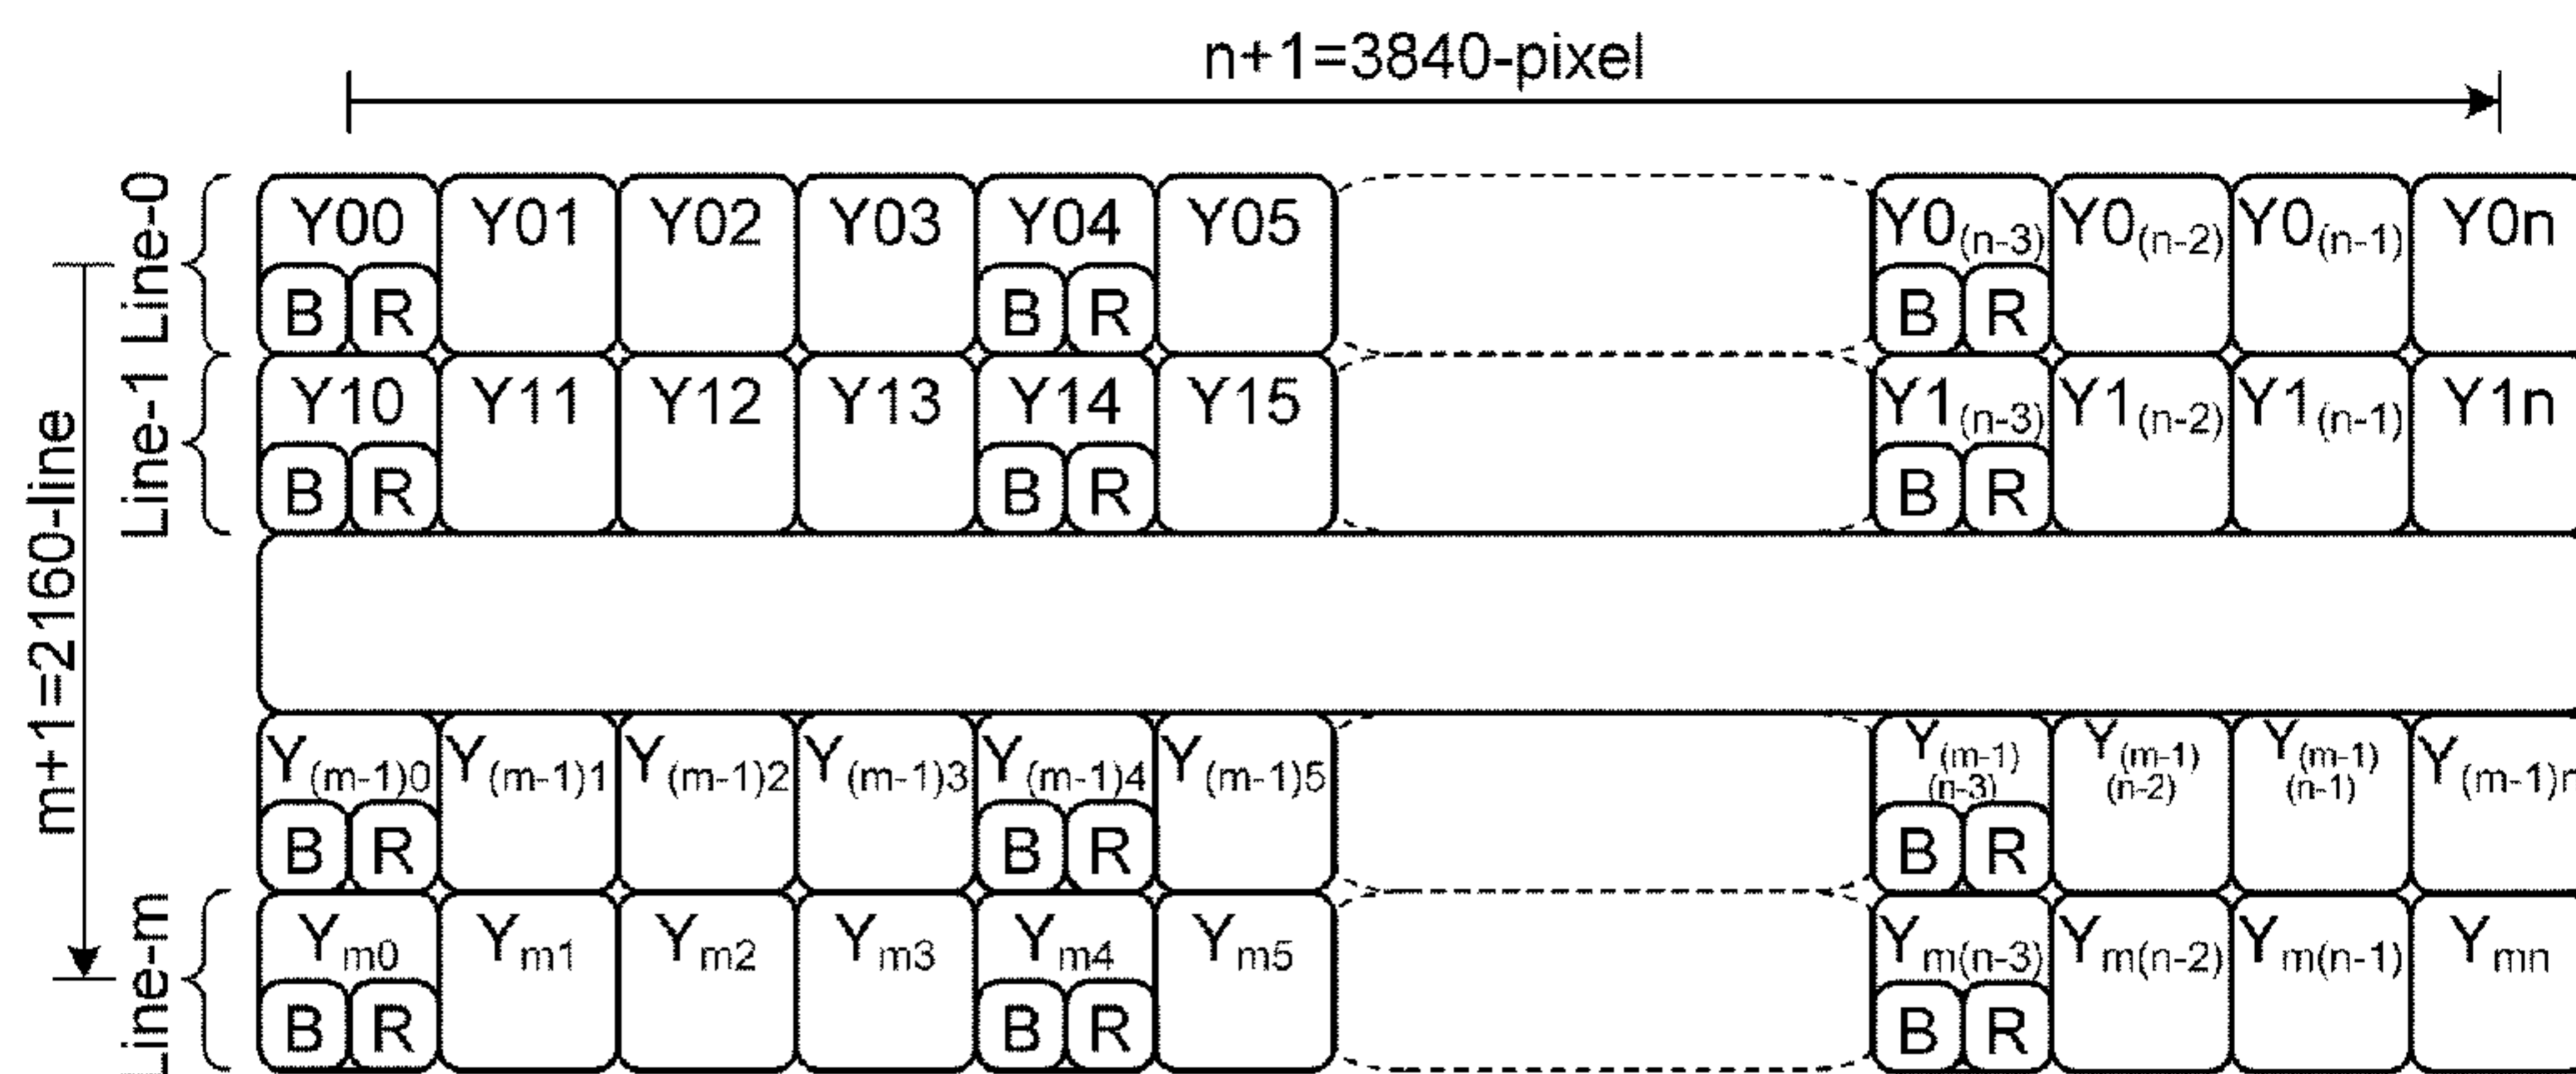 n+1=3840-pixel
m+1=2160-line
Line-0
Y00 Y01 Y02 Y03 Y04 Y05 Y0(n-3) Y0(n-2) Y0(n-1) Y0n
B R B R B R
Line-1
Y10 Y11 Y12 Y13 Y14 Y15 Y1(n-3) Y1(n-2) Y1(n-1) Y1n
B R B R B R
Y(m-1)0 Y(m-1)1 Y(m-1)2 Y(m-1)3 Y(m-1)4 Y(m-1)5 Y(m-1)(n-3) Y(m-1)(n-2) Y(m-1)(n-1) Y(m-1)n
B R B R B R
Line-m
Ym0 Ym1 Ym2 Ym3 Ym4 Ym5 Ym(n-3) Ym(n-2) Ym(n-1) Ymn
B R B R B R